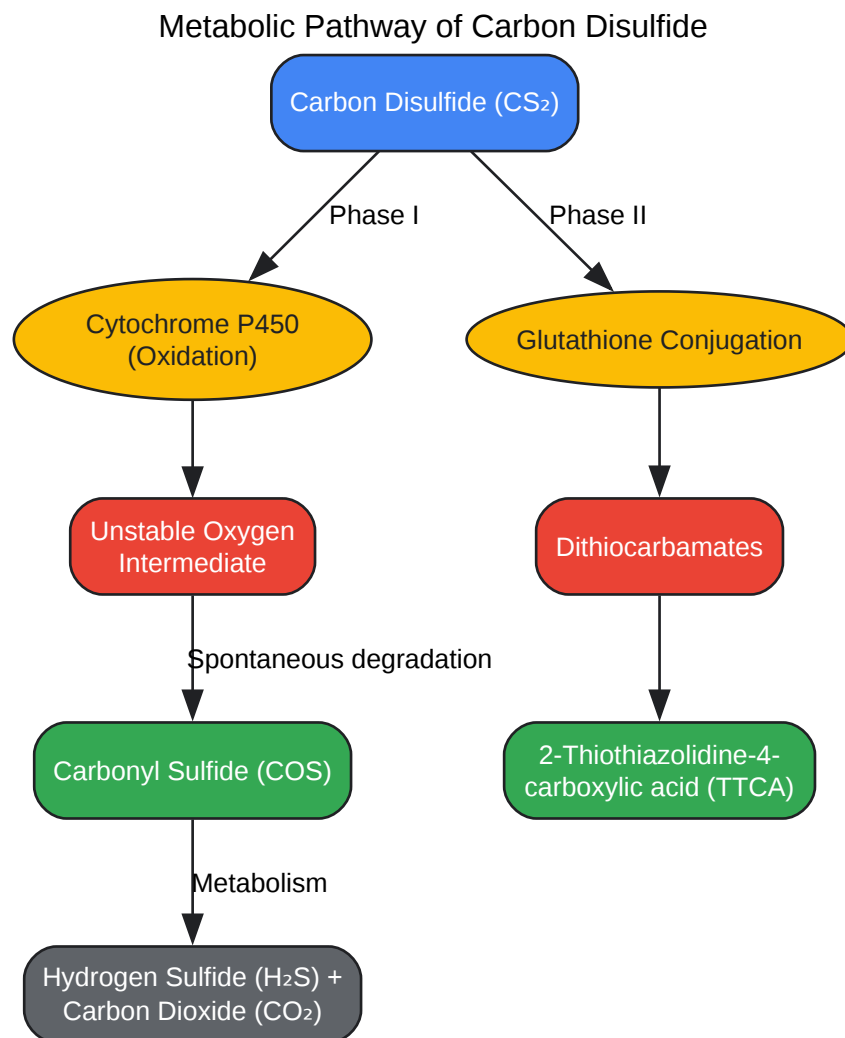 Metabolic Pathway of Carbon Disulfide
Carbon Disulfide (CS₂)
Phase I
Phase II
Cytochrome P450
(Oxidation)
Glutathione Conjugation
Unstable Oxygen
Intermediate
Dithiocarbamates
Spontaneous degradation
Carbonyl Sulfide (COS)
2-Thiothiazolidine-4-
carboxylic acid (TTCA)
Metabolism
Hydrogen Sulfide (H₂S) +
Carbon Dioxide (CO₂)